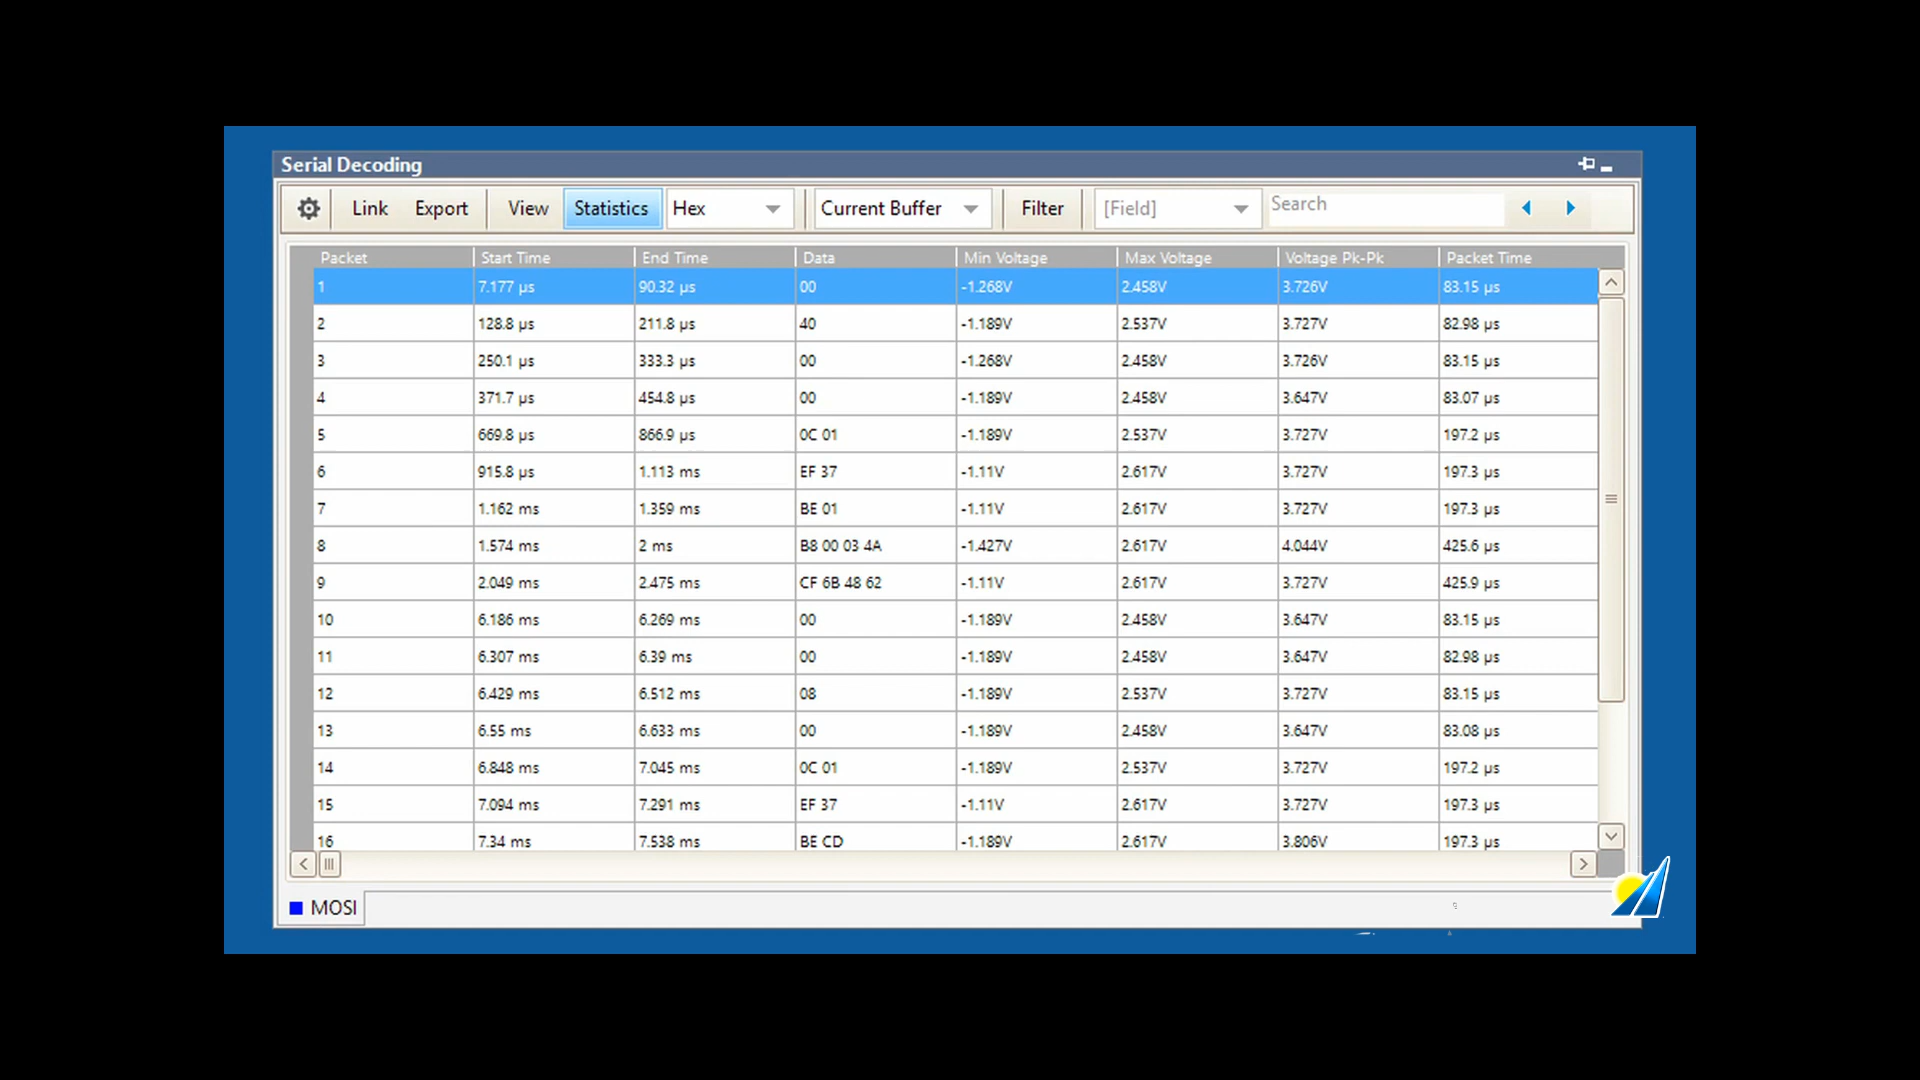 Serial Decoding
Link Export View Statistics Hex Current Buffer Filter [Field] Search
Packet Start Time End Time Data Min Voltage Max Voltage Voltage Pk-Pk Packet Time
1 7.177 µs 90.32 µs 00 -1.268V 2.458V 3.726V 83.15 µs
2 128.8 µs 211.8 µs 40 -1.189V 2.537V 3.727V 82.98 µs
3 250.1 µs 333.3 µs 00 -1.268V 2.458V 3.726V 83.15 µs
4 371.7 µs 454.8 µs 00 -1.189V 2.458V 3.647V 83.07 µs
5 669.8 µs 866.9 µs 0C 01 -1.189V 2.537V 3.727V 197.2 µs
6 915.8 µs 1.113 ms EF 37 -1.11V 2.617V 3.727V 197.3 µs
7 1.162 ms 1.359 ms BE 01 -1.11V 2.617V 3.727V 197.3 µs
8 1.574 ms 2 ms B8 00 03 4A -1.427V 2.617V 4.044V 425.6 µs
9 2.049 ms 2.475 ms CF 6B 48 62 -1.11V 2.617V 3.727V 425.9 µs
10 6.186 ms 6.269 ms 00 -1.189V 2.458V 3.647V 83.15 µs
11 6.307 ms 6.39 ms 00 -1.189V 2.458V 3.647V 82.98 µs
12 6.429 ms 6.512 ms 08 -1.189V 2.537V 3.727V 83.15 µs
13 6.55 ms 6.633 ms 00 -1.189V 2.458V 3.647V 83.08 µs
14 6.848 ms 7.045 ms 0C 01 -1.189V 2.537V 3.727V 197.2 µs
15 7.094 ms 7.291 ms EF 37 -1.11V 2.617V 3.727V 197.3 µs
16 7.34 ms 7.538 ms BE CD -1.189V 2.617V 3.806V 197.3 µs
MOSI